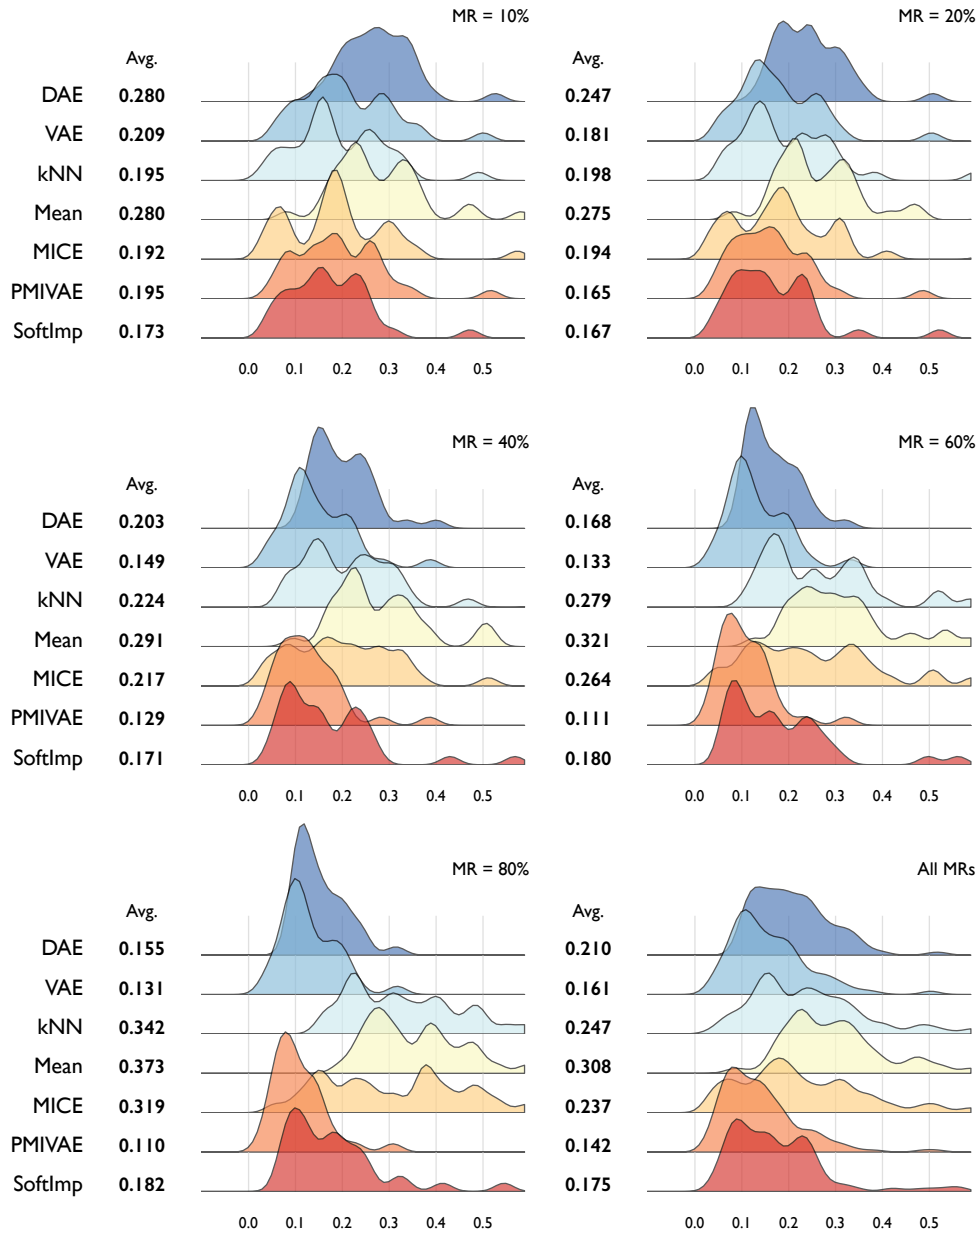 MR = 10%
Avg.
DAE 0.280
VAE 0.209
kNN 0.195
Mean 0.280
MICE 0.192
PMIVAE 0.195
SoftImp 0.173
0.0 0.1 0.2 0.3 0.4 0.5
MR = 20%
Avg.
0.247
0.181
0.198
0.275
0.194
0.165
0.167
0.0 0.1 0.2 0.3 0.4 0.5
MR = 40%
Avg.
DAE 0.203
VAE 0.149
kNN 0.224
Mean 0.291
MICE 0.217
PMIVAE 0.129
SoftImp 0.171
0.0 0.1 0.2 0.3 0.4 0.5
MR = 60%
Avg.
0.168
0.133
0.279
0.321
0.264
0.111
0.180
0.0 0.1 0.2 0.3 0.4 0.5
MR = 80%
Avg.
DAE 0.155
VAE 0.131
kNN 0.342
Mean 0.373
MICE 0.319
PMIVAE 0.110
SoftImp 0.182
0.0 0.1 0.2 0.3 0.4 0.5
All MRs
Avg.
0.210
0.161
0.247
0.308
0.237
0.142
0.175
0.0 0.1 0.2 0.3 0.4 0.5